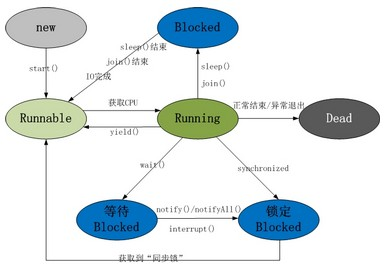 new
Blocked
sleep()结束
join()结束
IO完成
start()
sleep()
join()
Runnable
获取CPU
Running
正常结束/异常退出
Dead
yield()
wait()
synchronized
等待
Blocked
notify()/notifyAll()
interrupt()
锁定
Blocked
获取到“同步锁”